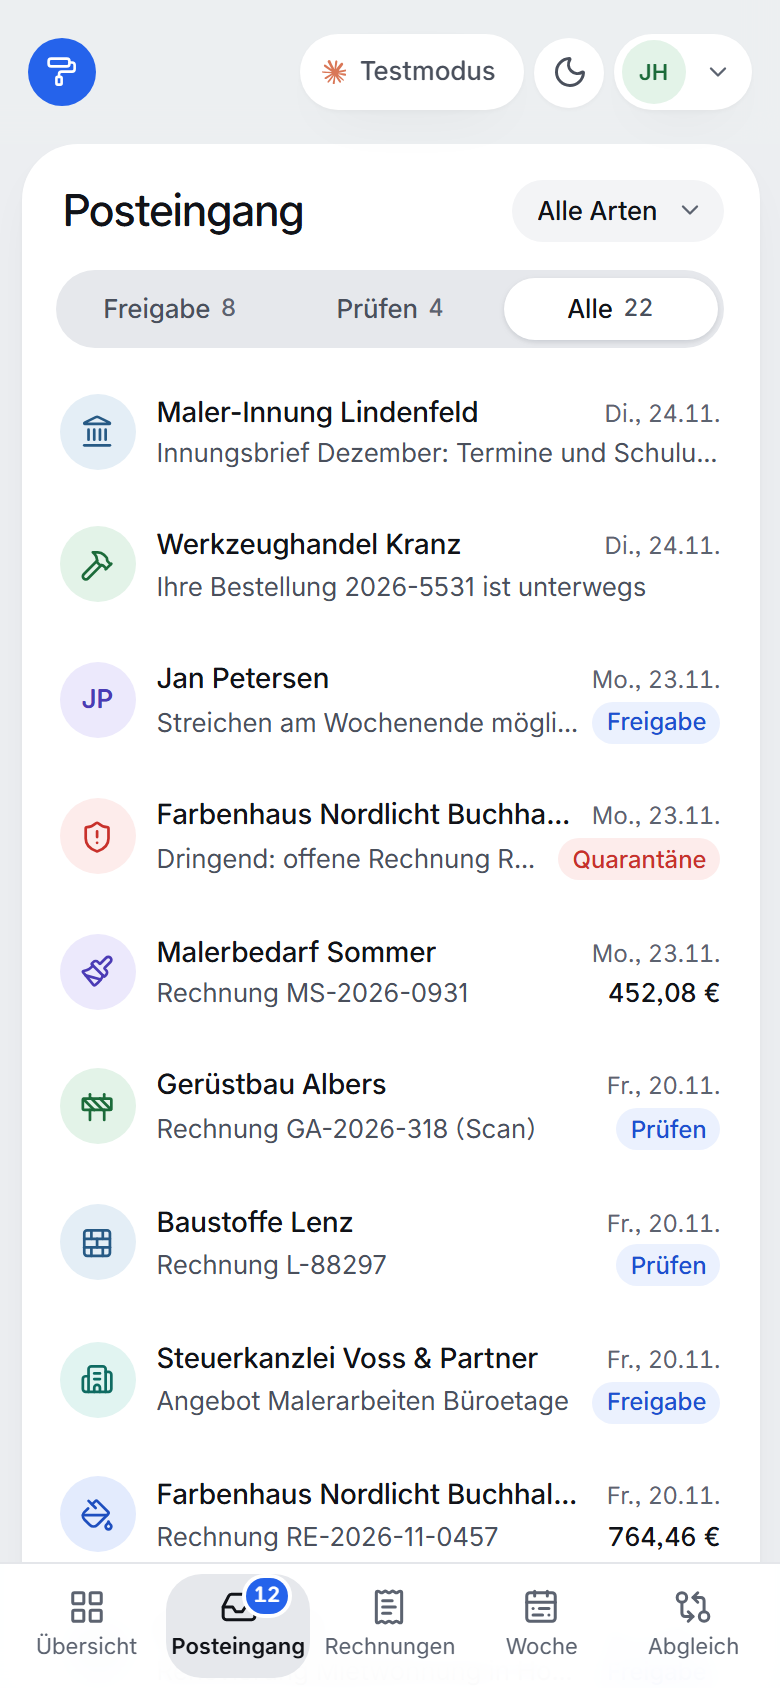 Testmodus
JH
Posteingang
Alle Arten
Freigabe 8
Prüfen 4
Alle 22
Maler-Innung Lindenfeld
Di., 24.11.
Innungsbrief Dezember: Termine und Schulu...
Werkzeughandel Kranz
Di., 24.11.
Ihre Bestellung 2026-5531 ist unterwegs
JP
Jan Petersen
Mo., 23.11.
Streichen am Wochenende mögli...
Freigabe
Farbenhaus Nordlicht Buchha...
Mo., 23.11.
Dringend: offene Rechnung R...
Quarantäne
Malerbedarf Sommer
Mo., 23.11.
Rechnung MS-2026-0931
452,08 €
Gerüstbau Albers
Fr., 20.11.
Rechnung GA-2026-318 (Scan)
Prüfen
Baustoffe Lenz
Fr., 20.11.
Rechnung L-88297
Prüfen
Steuerkanzlei Voss & Partner
Fr., 20.11.
Angebot Malerarbeiten Büroetage
Freigabe
Farbenhaus Nordlicht Buchhal...
Fr., 20.11.
Rechnung RE-2026-11-0457
764,46 €
Übersicht
12
Posteingang
Rechnungen
Woche
Abgleich